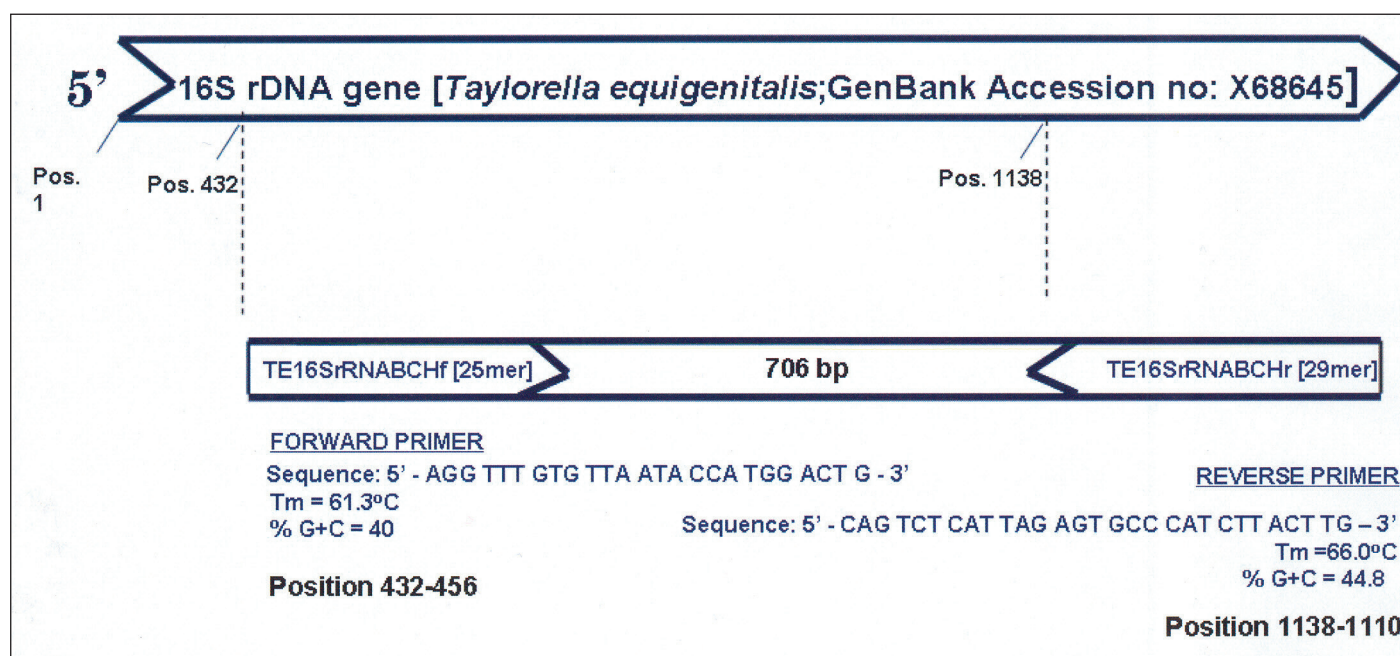 5’
16S rDNA gene [Taylorella equigenitalis;GenBank Accession no: X68645]
Pos.
1
Pos. 432
Pos. 1138
TE16SrRNABCHf [25mer]
706 bp
TE16SrRNABCHr [29mer]
FORWARD PRIMER
Sequence: 5’ - AGG TTT GTG TTA ATA CCA TGG ACT G - 3’
Tm = 61.3ºC
% G+C = 40
Position 432-456
REVERSE PRIMER
Sequence: 5’ - CAG TCT CAT TAG AGT GCC CAT CTT ACT TG – 3’
Tm =66.0ºC
% G+C = 44.8
Position 1138-1110